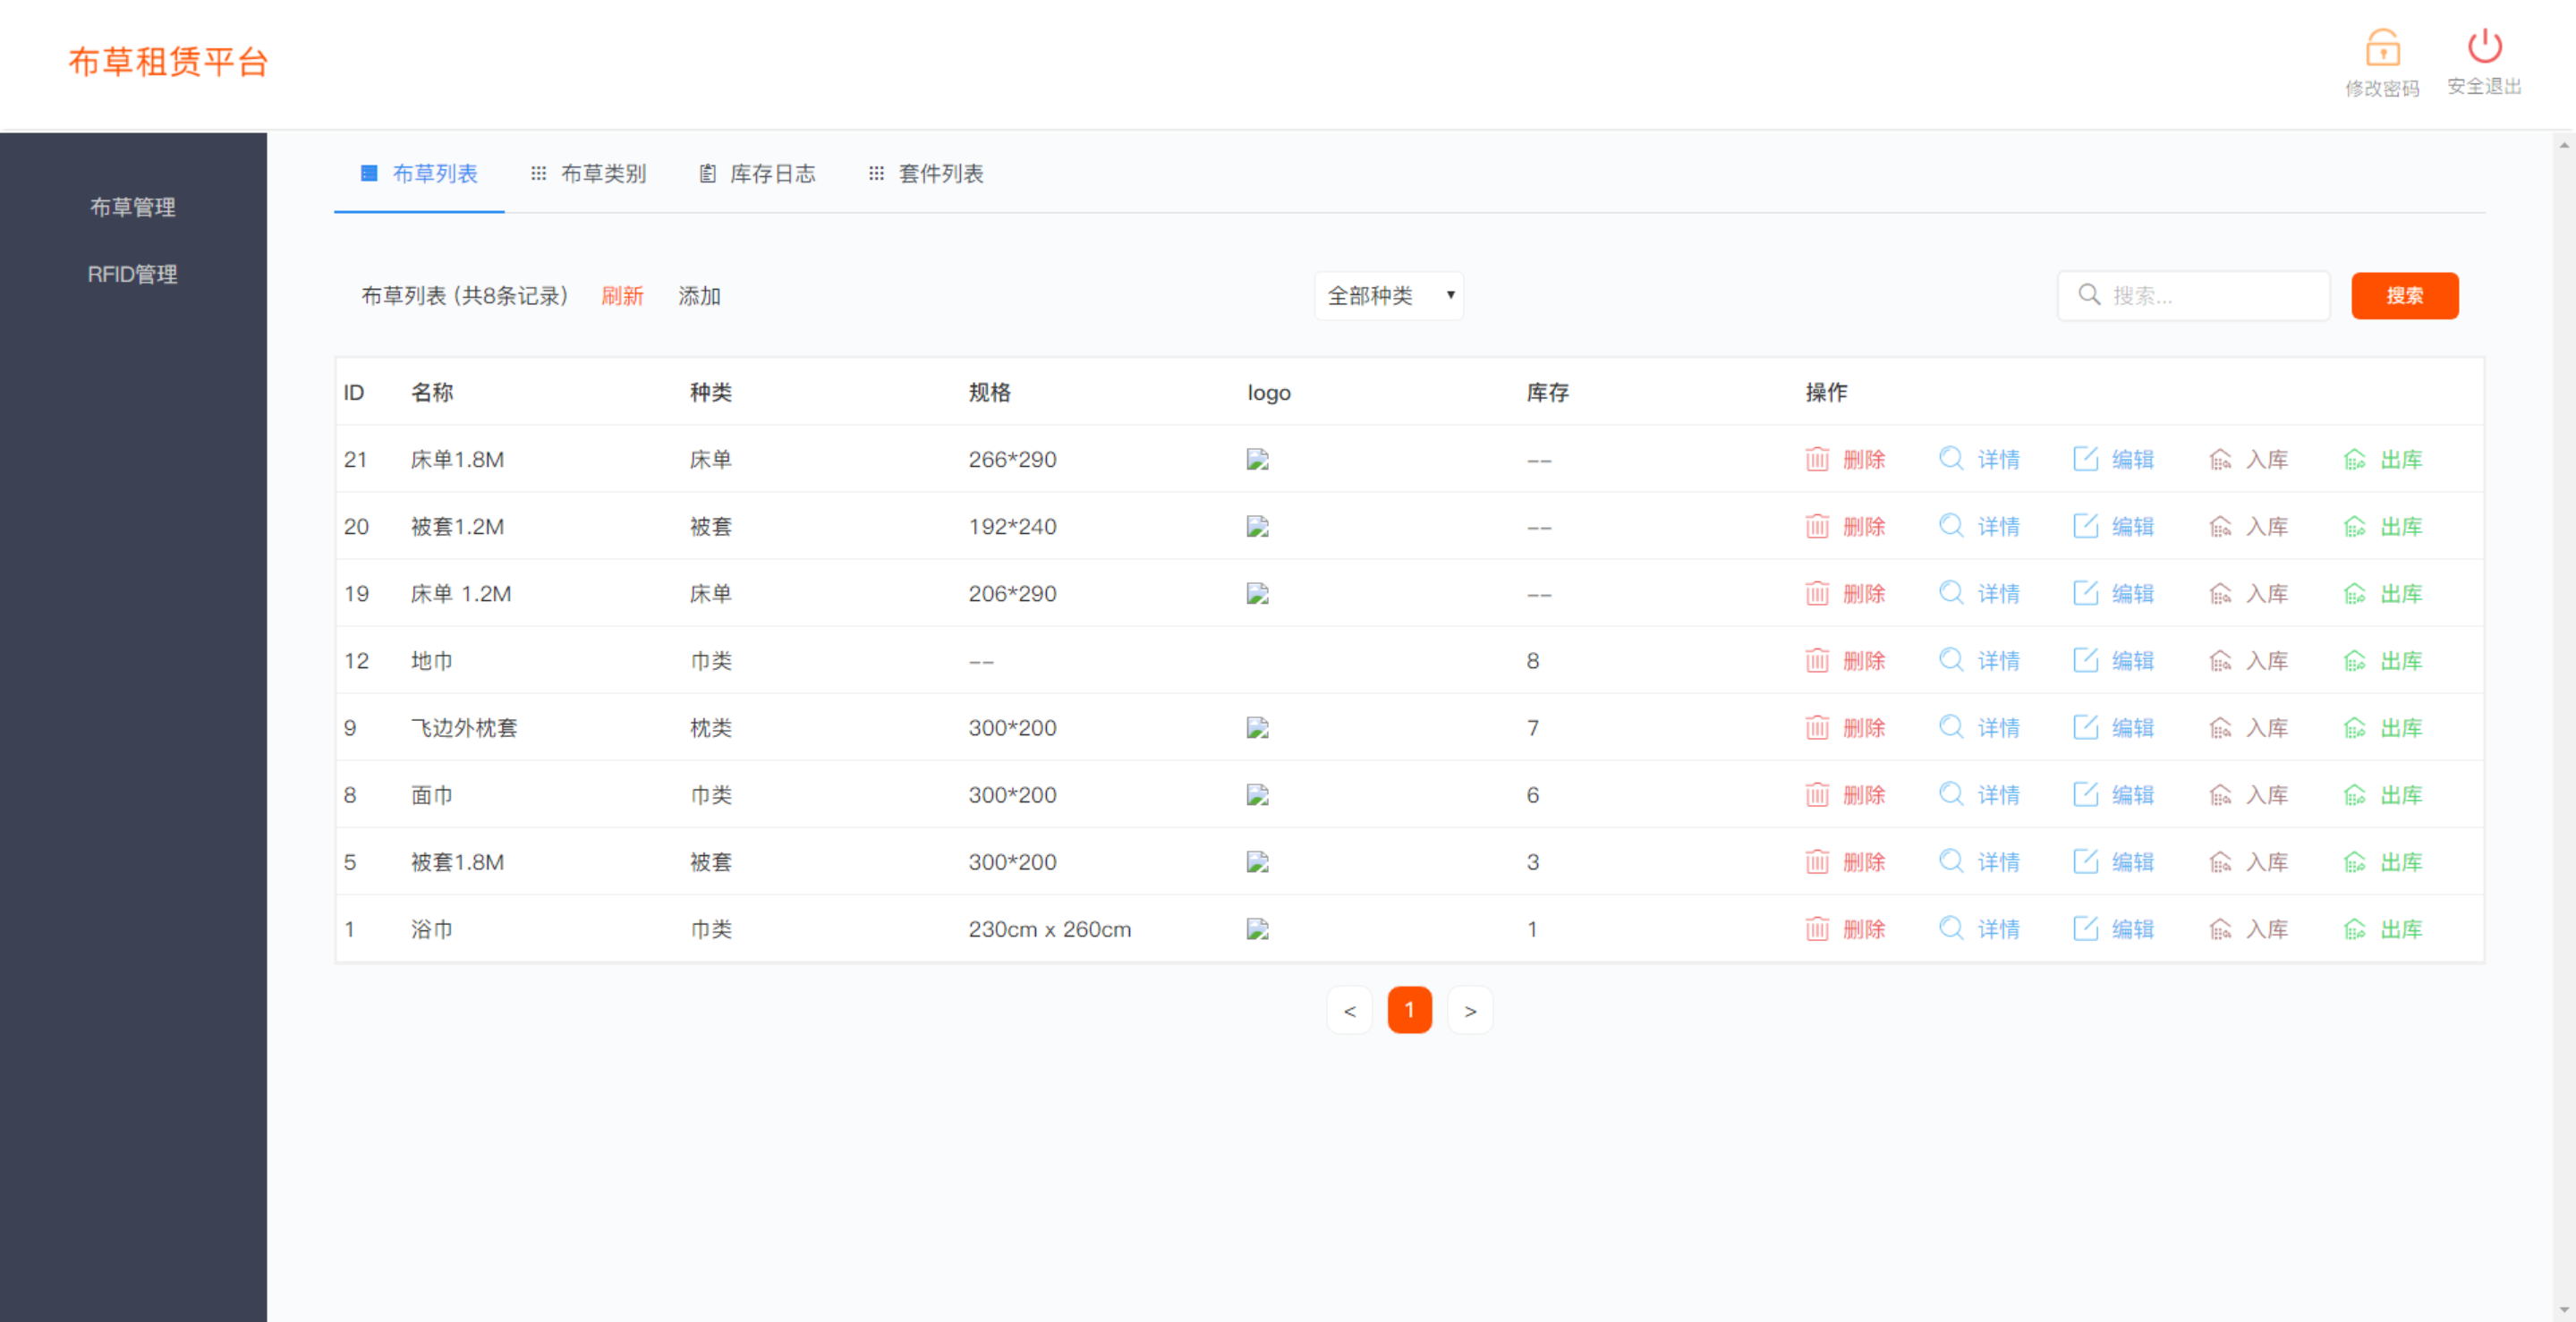 布草租赁平台
修改密码 安全退出
布草管理
RFID管理
布草列表 布草类别 库存日志 套件列表
布草列表 (共8条记录) 刷新 添加 全部种类 搜索... 搜索
ID 名称 种类 规格 logo 库存 操作
21 床单1.8M 床单 266*290 -- 删除 详情 编辑 入库 出库
20 被套1.2M 被套 192*240 -- 删除 详情 编辑 入库 出库
19 床单 1.2M 床单 206*290 -- 删除 详情 编辑 入库 出库
12 地巾 巾类 -- 8 删除 详情 编辑 入库 出库
9 飞边外枕套 枕类 300*200 7 删除 详情 编辑 入库 出库
8 面巾 巾类 300*200 6 删除 详情 编辑 入库 出库
5 被套1.8M 被套 300*200 3 删除 详情 编辑 入库 出库
1 浴巾 巾类 230cm x 260cm 1 删除 详情 编辑 入库 出库
< 1 >